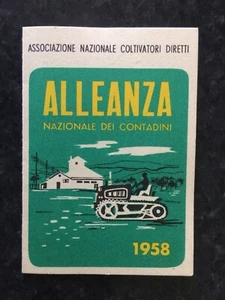 ASSOCIAZIONE NAZIONALE COLTIVATORI DIRETTI
ALLEANZA
NAZIONALE DEI CONTADINI
1958